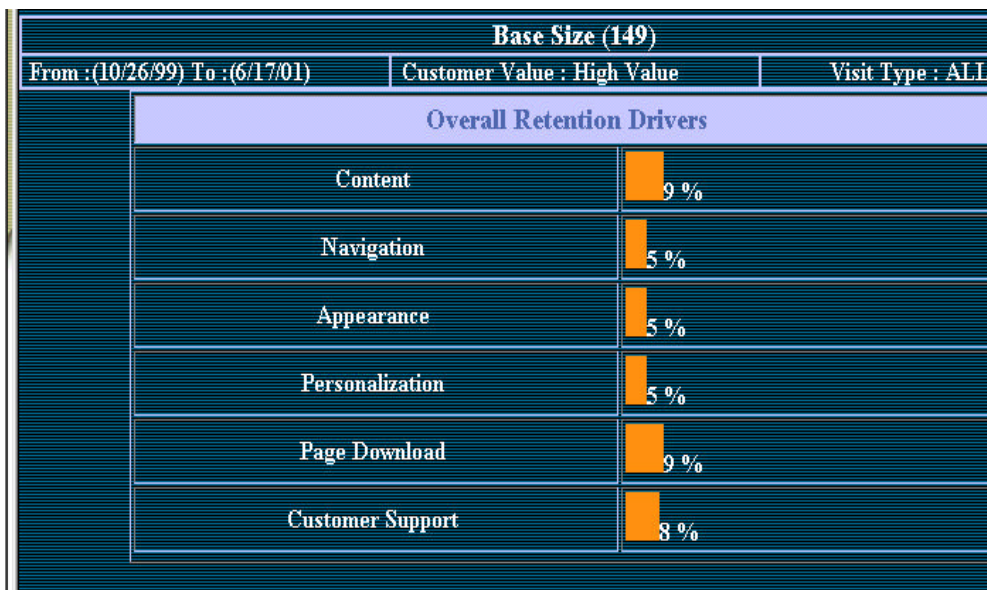 Base Size (149)
From :(10/26/99) To :(6/17/01) Customer Value : High Value Visit Type : ALL
Overall Retention Drivers
Content 9 %
Navigation 5 %
Appearance 5 %
Personalization 5 %
Page Download 9 %
Customer Support 8 %